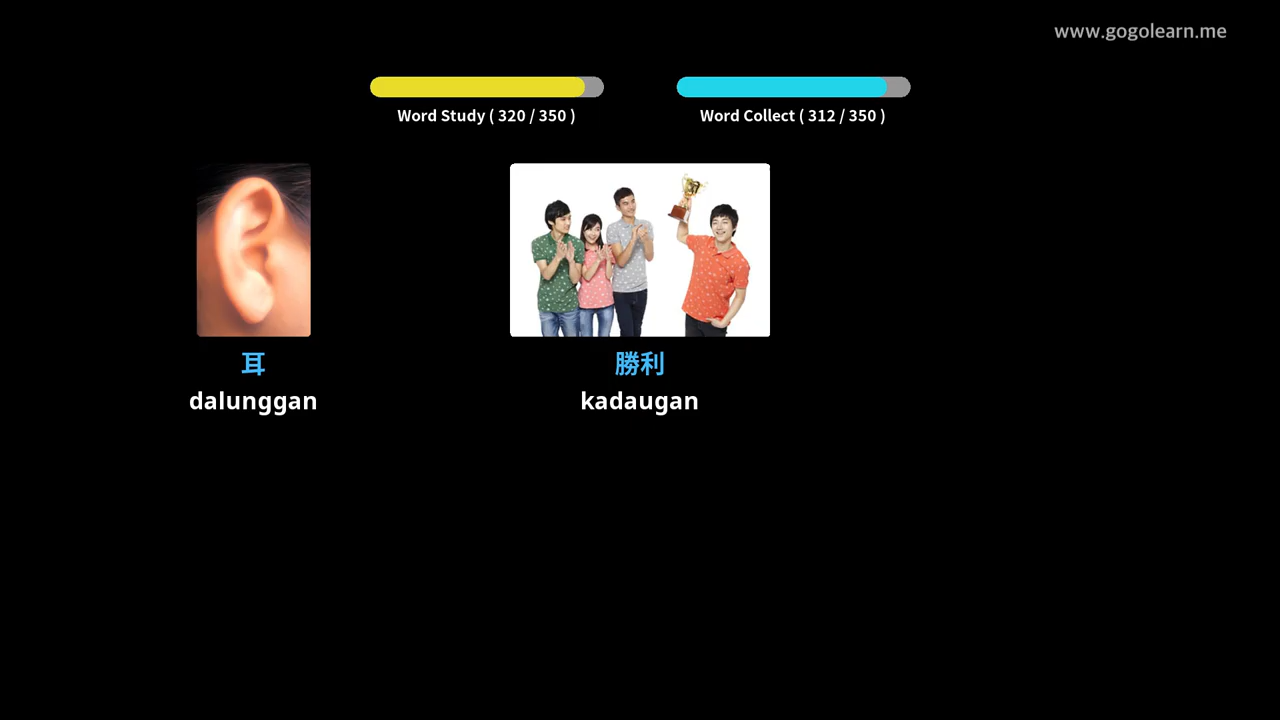 www.gogolearn.me
Word Study ( 320 / 350 )
Word Collect ( 312 / 350 )
耳
dalunggan
勝利
kadaugan